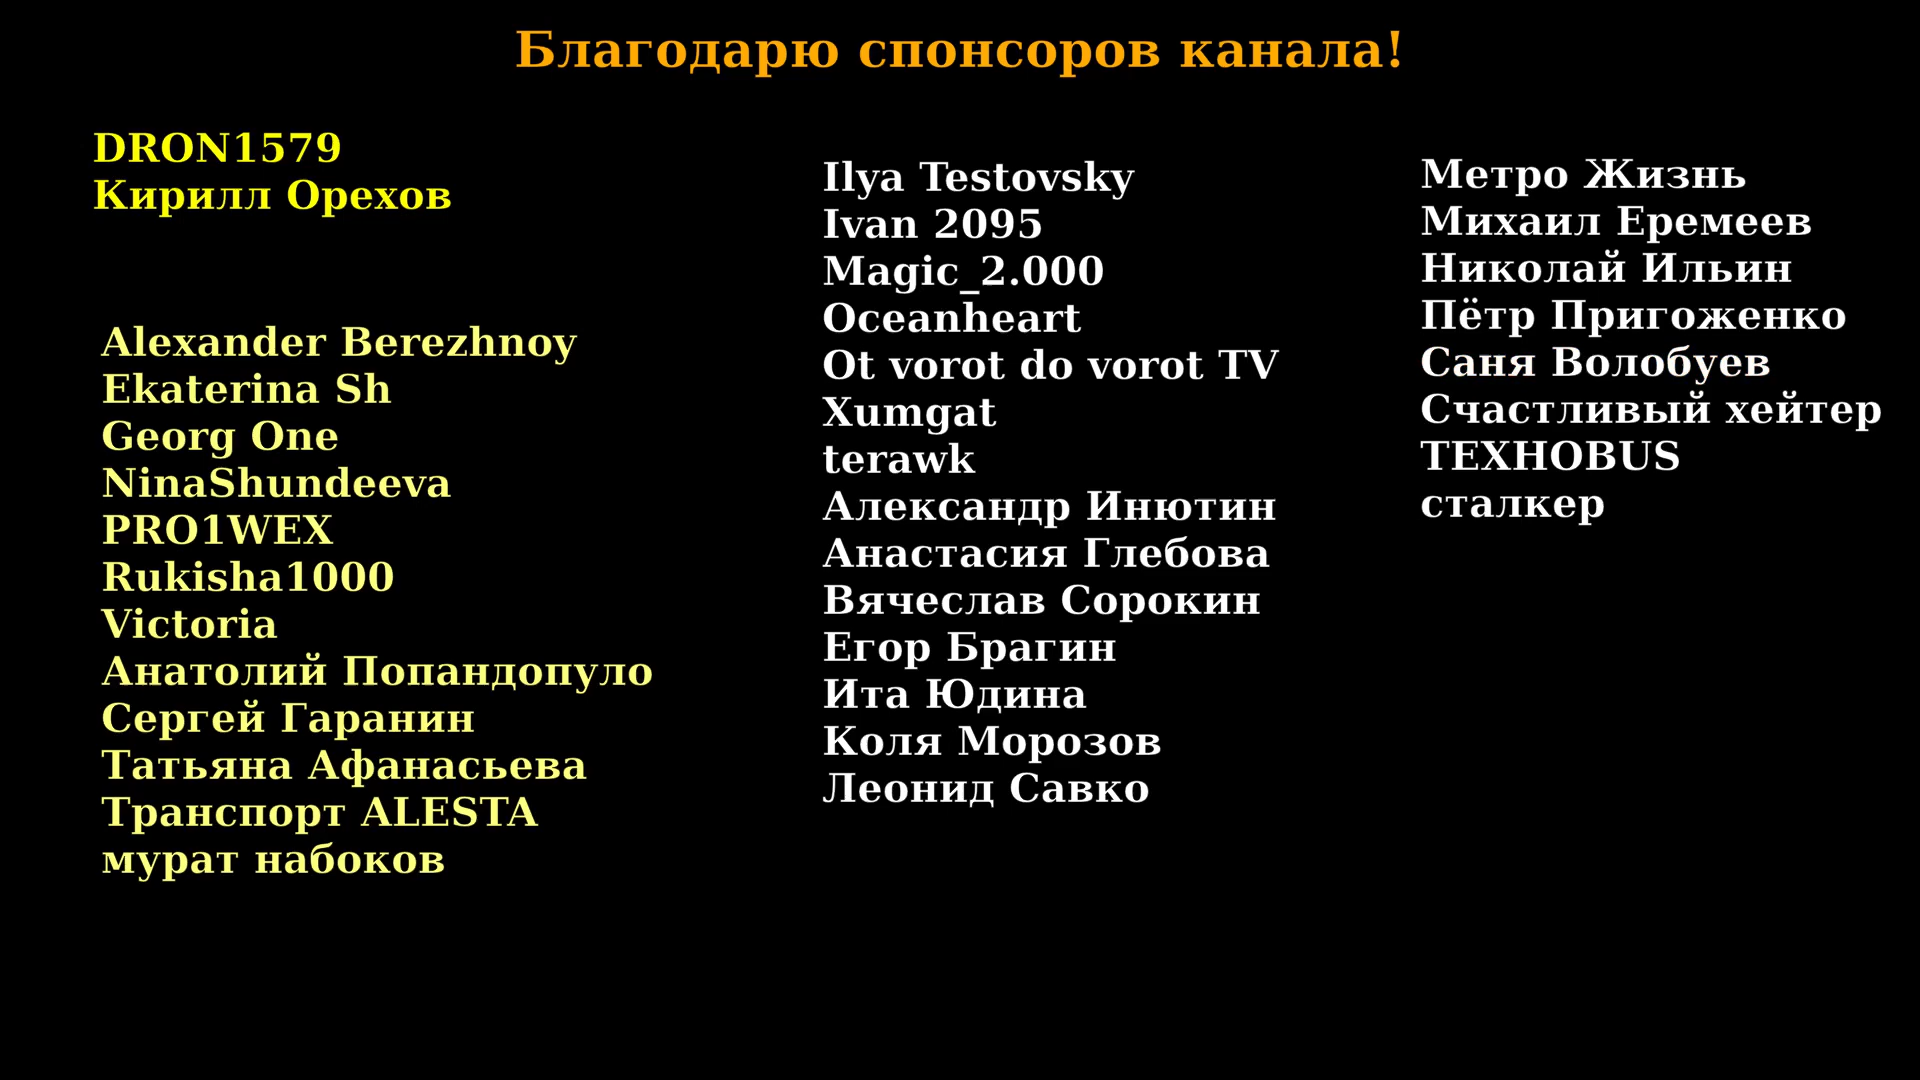 Благодарю спонсоров канала!
DRON1579
Кирилл Орехов
Alexander Berezhnoy
Ekaterina Sh
Georg One
NinaShundeeva
PRO1WEX
Rukisha1000
Victoria
Анатолий Попандопуло
Сергей Гаранин
Татьяна Афанасьева
Транспорт ALESTA
мурат набоков
Ilya Testovsky
Ivan 2095
Magic_2.000
Oceanheart
Ot vorot do vorot TV
Xumgat
terawk
Александр Инютин
Анастасия Глебова
Вячеслав Сорокин
Егор Брагин
Ита Юдина
Коля Морозов
Леонид Савко
Метро Жизнь
Михаил Еремеев
Николай Ильин
Пётр Пригоженко
Саня Волобуев
Счастливый хейтер
ТЕХНОBUS
сталкер